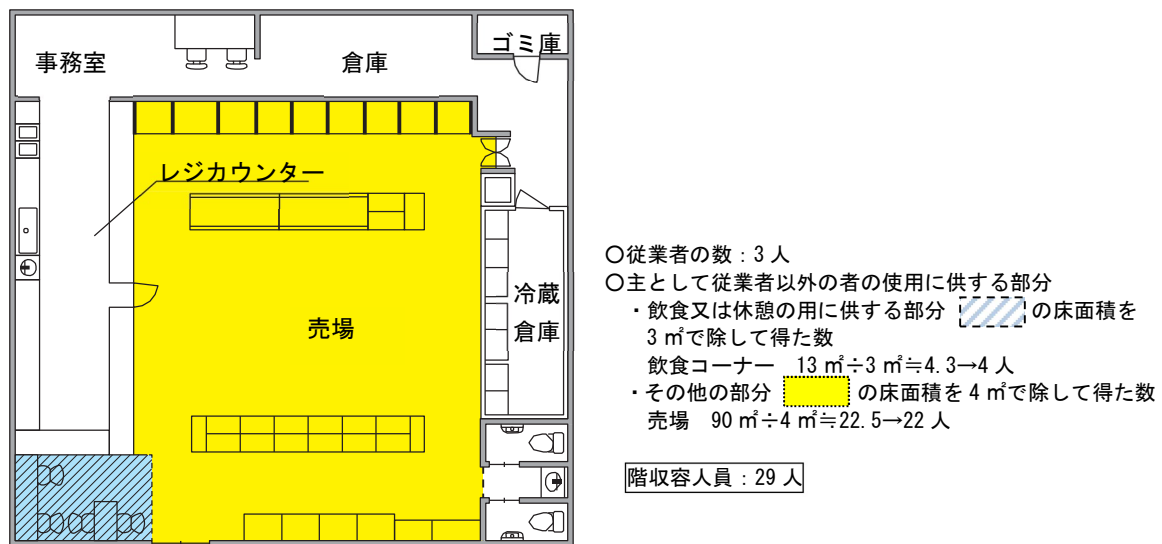 事務室
倉庫
ゴミ庫
レジカウンター
売場
冷蔵
倉庫
〇従業者の数：3 人
〇主として従業者以外の者の使用に供する部分
・飲食又は休憩の用に供する部分 の床面積を
3 ㎡で除して得た数
飲食コーナー 13 ㎡÷3 ㎡≒4.3→4 人
・その他の部分 の床面積を 4 ㎡で除して得た数
売場 90 ㎡÷4 ㎡≒22.5→22 人
階収容人員：29 人